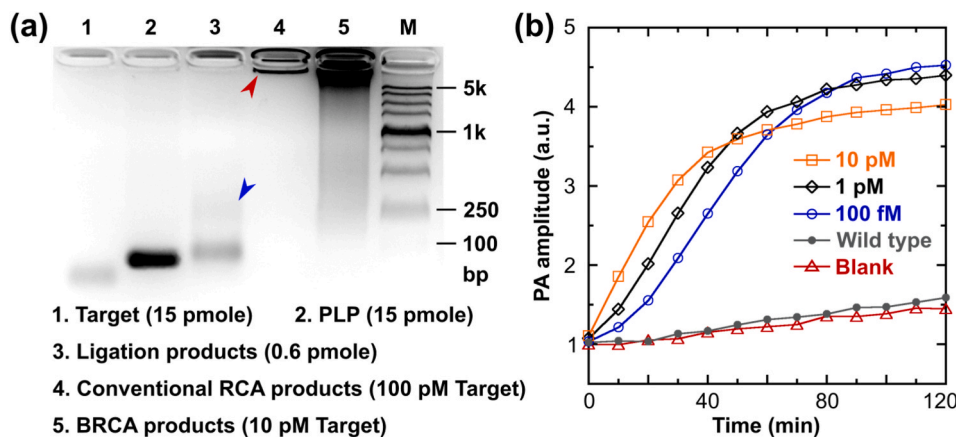 (a)
1 2 3 4 5 M
5k
1k
250
100
bp
1. Target (15 pmole) 2. PLP (15 pmole)
3. Ligation products (0.6 pmole)
4. Conventional RCA products (100 pM Target)
5. BRCA products (10 pM Target)
(b)
PA amplitude (a.u.)
5
4
3
2
1
0 40 80 120
Time (min)
10 pM
1 pM
100 fM
Wild type
Blank